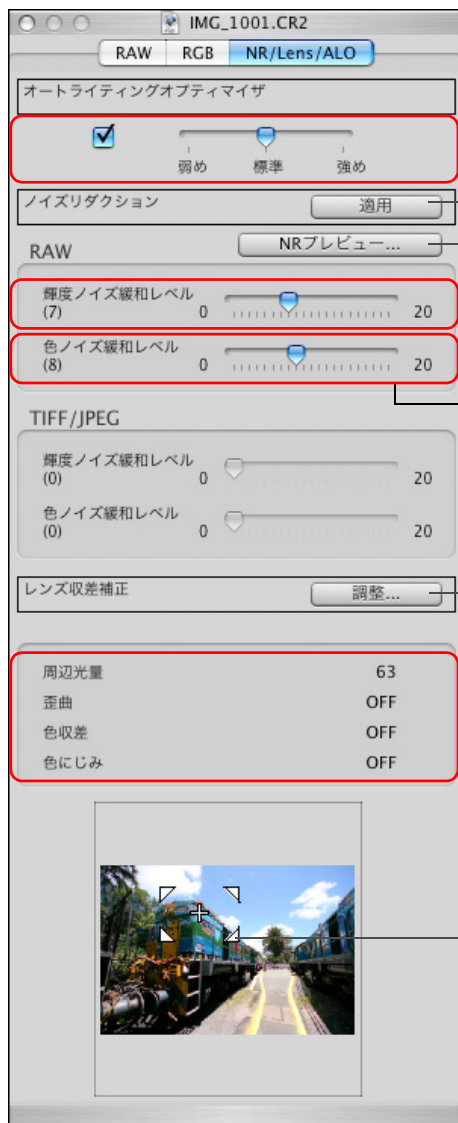 IMG_1001.CR2
RAW RGB NR/Lens/ALO
オートライティングオプティマイザ
弱め 標準 強め
ノイズリダクション 適用
RAW NRプレビュー...
輝度ノイズ緩和レベル
(7) 0 20
色ノイズ緩和レベル
(8) 0 20
TIFF/JPEG
輝度ノイズ緩和レベル
(0) 0 20
色ノイズ緩和レベル
(0) 0 20
レンズ収差補正 調整...
周辺光量 63
歪曲 OFF
色収差 OFF
色にじみ OFF